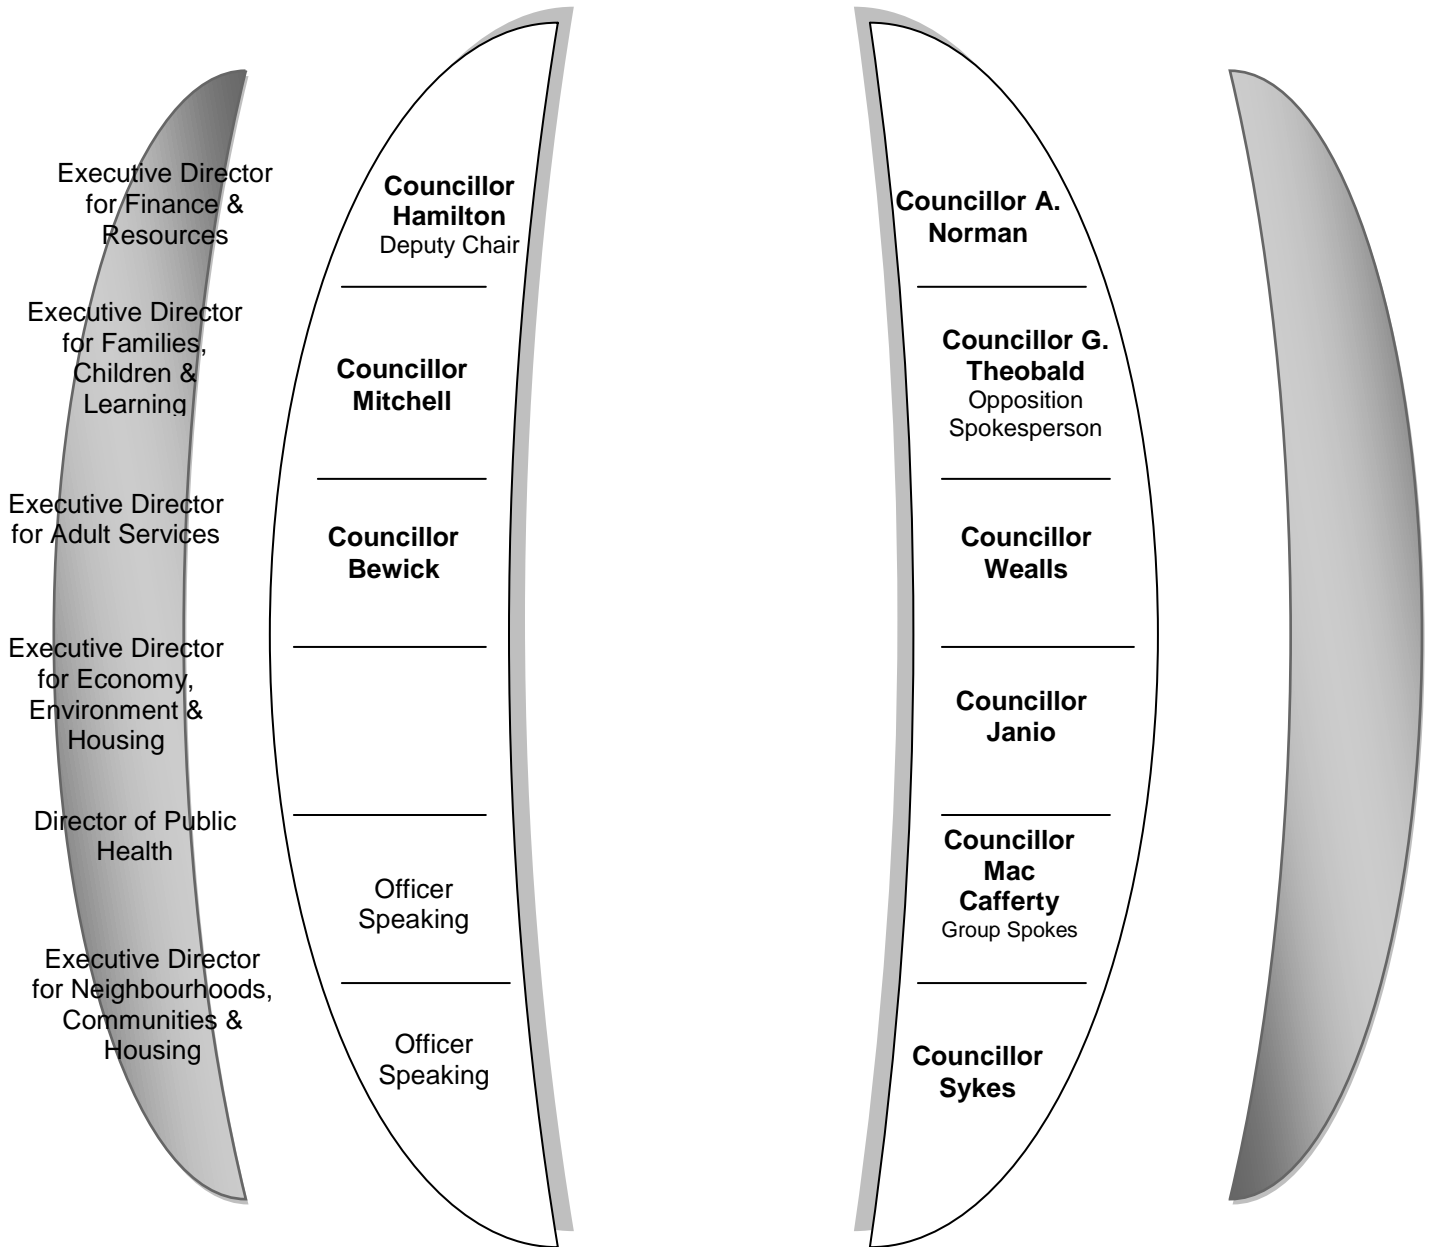 Executive Director
for Finance &
Resources
Executive Director
for Families,
Children &
Learning
Executive Director
for Adult Services
Executive Director
for Economy,
Environment &
Housing
Director of Public
Health
Executive Director
for Neighbourhoods,
Communities &
Housing
Councillor
Hamilton
Deputy Chair
Councillor
Mitchell
Councillor
Bewick
Officer
Speaking
Officer
Speaking
Councillor A.
Norman
Councillor G.
Theobald
Opposition
Spokesperson
Councillor
Wealls
Councillor
Janio
Councillor
Mac
Cafferty
Group Spokes
Councillor
Sykes